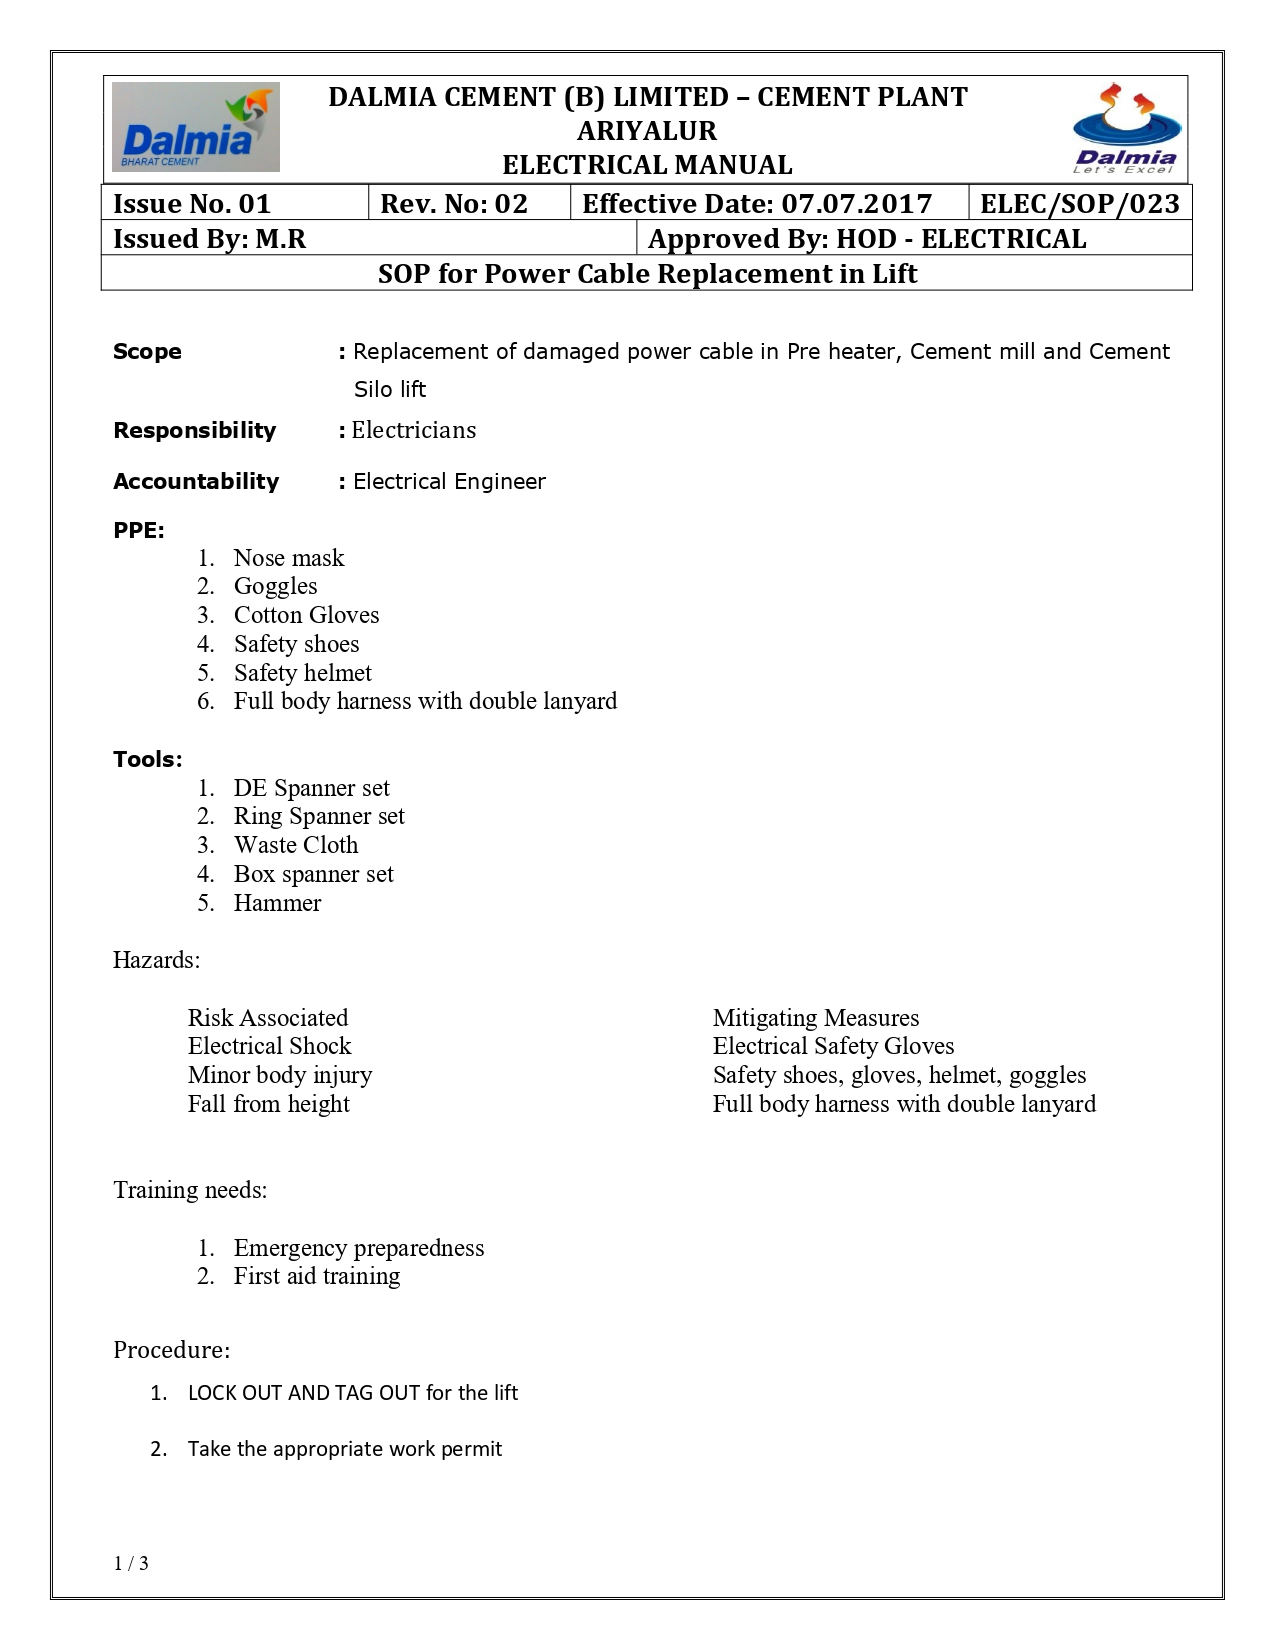 Dalmia
BHARAT CEMENT
DALMIA CEMENT (B) LIMITED – CEMENT PLANT
ARIYALUR
ELECTRICAL MANUAL
Dalmia
Let's Excel
Issue No. 01 Rev. No: 02 Effective Date: 07.07.2017 ELEC/SOP/023
Issued By: M.R Approved By: HOD - ELECTRICAL
SOP for Power Cable Replacement in Lift
Scope : Replacement of damaged power cable in Pre heater, Cement mill and Cement
Silo lift
Responsibility : Electricians
Accountability : Electrical Engineer
PPE:
1. Nose mask
2. Goggles
3. Cotton Gloves
4. Safety shoes
5. Safety helmet
6. Full body harness with double lanyard
Tools:
1. DE Spanner set
2. Ring Spanner set
3. Waste Cloth
4. Box spanner set
5. Hammer
Hazards:
Risk Associated Mitigating Measures
Electrical Shock Electrical Safety Gloves
Minor body injury Safety shoes, gloves, helmet, goggles
Fall from height Full body harness with double lanyard
Training needs:
1. Emergency preparedness
2. First aid training
Procedure:
1. LOCK OUT AND TAG OUT for the lift
2. Take the appropriate work permit
1 / 3